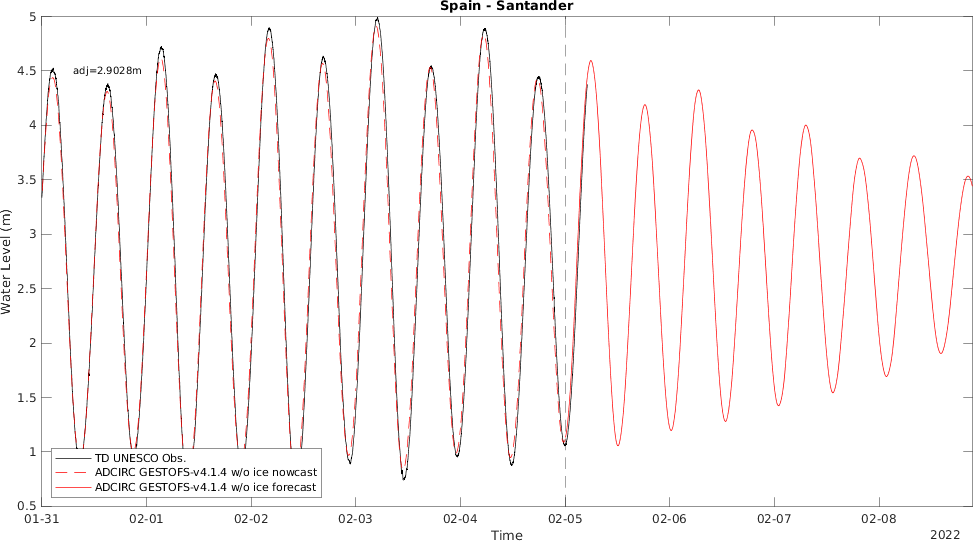 Spain - Santander
5
4.5
4
3.5
3
2.5
2
1.5
1
0.5
Water Level (m)
adj=2.9028m
TD UNESCO Obs.
ADCIRC GESTOFS-v4.1.4 w/o ice nowcast
ADCIRC GESTOFS-v4.1.4 w/o ice forecast
01-31 02-01 02-02 02-03 02-04 02-05 02-06 02-07 02-08
Time
2022